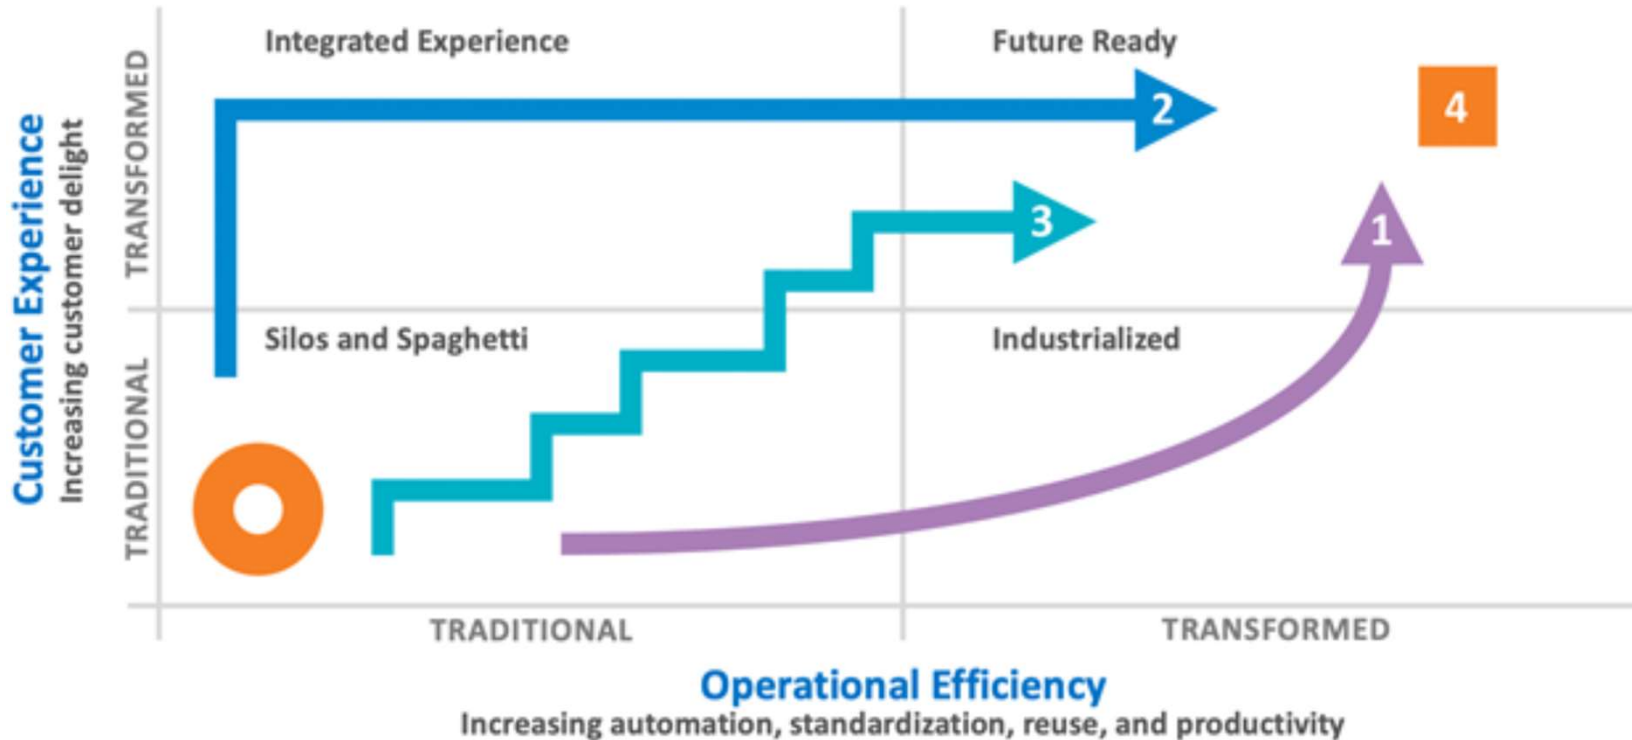 Integrated Experience
Future Ready
2
4
3
1
Silos and Spaghetti
Industrialized
Customer Experience
Increasing customer delight
TRANSFORMED
TRADITIONAL
TRADITIONAL
TRANSFORMED
Operational Efficiency
Increasing automation, standardization, reuse, and productivity